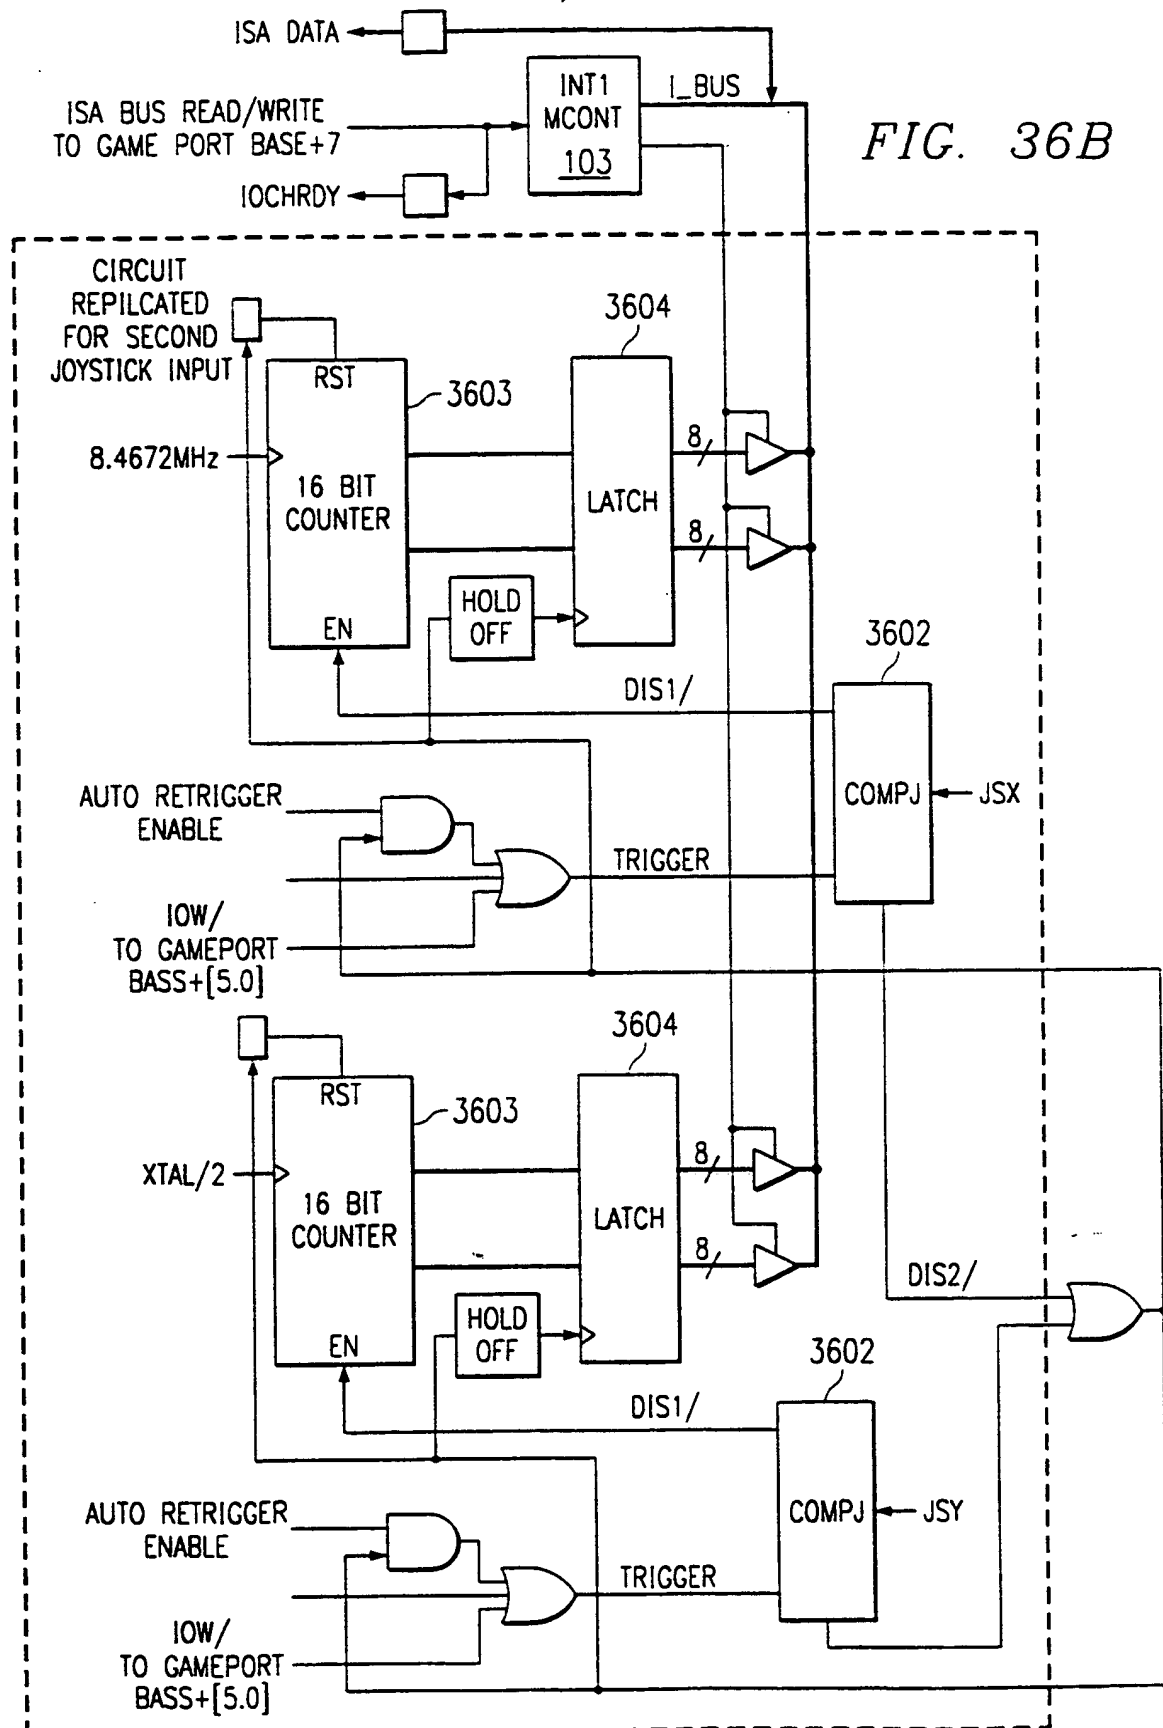 ISA DATA
ISA BUS READ/WRITE
TO GAME PORT BASE+7
IOCHRDY
INT1
MCONT
103
I_BUS
FIG. 36B
CIRCUIT
REPILCATED
FOR SECOND
JOYSTICK INPUT
RST
3603
3604
8.4672MHz
16 BIT
COUNTER
LATCH
8
8
HOLD
OFF
EN
3602
DIS1/
COMPJ
JSX
AUTO RETRIGGER
ENABLE
TRIGGER
IOW/
TO GAMEPORT
BASS+[5.0]
RST
3603
3604
XTAL/2
16 BIT
COUNTER
LATCH
8
8
HOLD
OFF
EN
DIS2/
3602
DIS1/
COMPJ
JSY
AUTO RETRIGGER
ENABLE
TRIGGER
IOW/
TO GAMEPORT
BASS+[5.0]